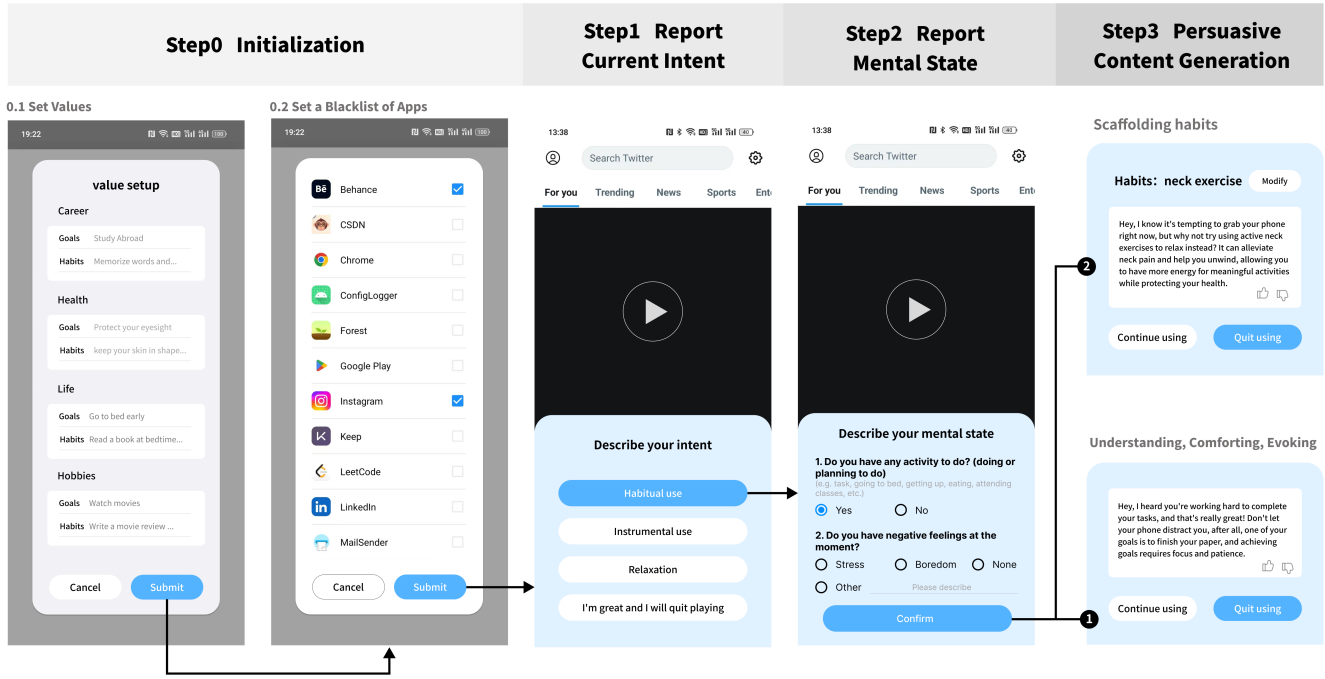 Step0 Initialization
Step1 Report
Current Intent
Step2 Report
Mental State
Step3 Persuasive
Content Generation
0.1 Set Values
19:22
100
value setup
Career
Goals Study Abroad
Habits Memorize words and...
Health
Goals Protect your eyesight
Habits keep your skin in shape...
Life
Goals Go to bed early
Habits Read a book at bedtime...
Hobbies
Goals Watch movies
Habits Write a movie review ...
Cancel Submit
0.2 Set a Blacklist of Apps
19:22
100
Bē Behance
CSDN
Chrome
ConfigLogger
Forest
Google Play
Instagram
Keep
LeetCode
in LinkedIn
MailSender
Cancel Submit
13:38
40
Search Twitter
For you Trending News Sports Ent
Describe your intent
Habitual use
Instrumental use
Relaxation
I'm great and I will quit playing
13:38
40
Search Twitter
For you Trending News Sports Ent
Describe your mental state
1. Do you have any activity to do? (doing or
planning to do)
(e.g. task, going to bed, getting up, eating, attending
classes, etc.)
Yes No
2. Do you have negative feelings at the
moment?
Stress Boredom None
Other Please describe
Confirm
2
1
Scaffolding habits
Habits: neck exercise Modify
Hey, I know it's tempting to grab your phone
right now, but why not try using active neck
exercises to relax instead? It can alleviate
neck pain and help you unwind, allowing you
to have more energy for meaningful activities
while protecting your health.
Continue using Quit using
Understanding, Comforting, Evoking
Hey, I heard you're working hard to complete
your tasks, and that's really great! Don't let
your phone distract you, after all, one of your
goals is to finish your paper, and achieving
goals requires focus and patience.
Continue using Quit using